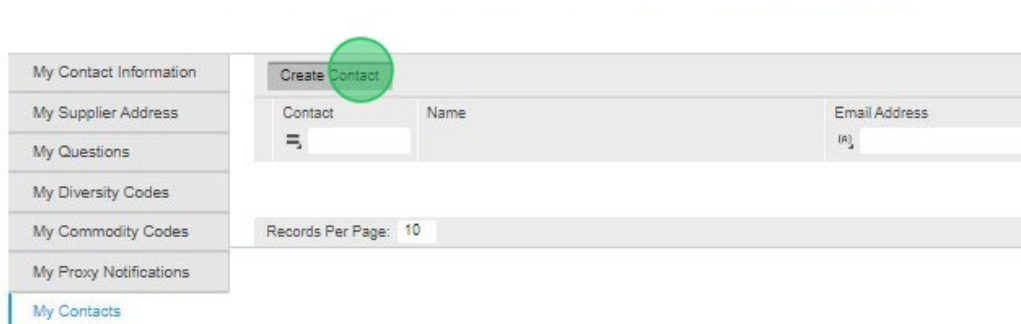 My Contact Information
My Supplier Address
My Questions
My Diversity Codes
My Commodity Codes
My Proxy Notifications
My Contacts
Create Contact
Contact Name Email Address
Records Per Page: 10